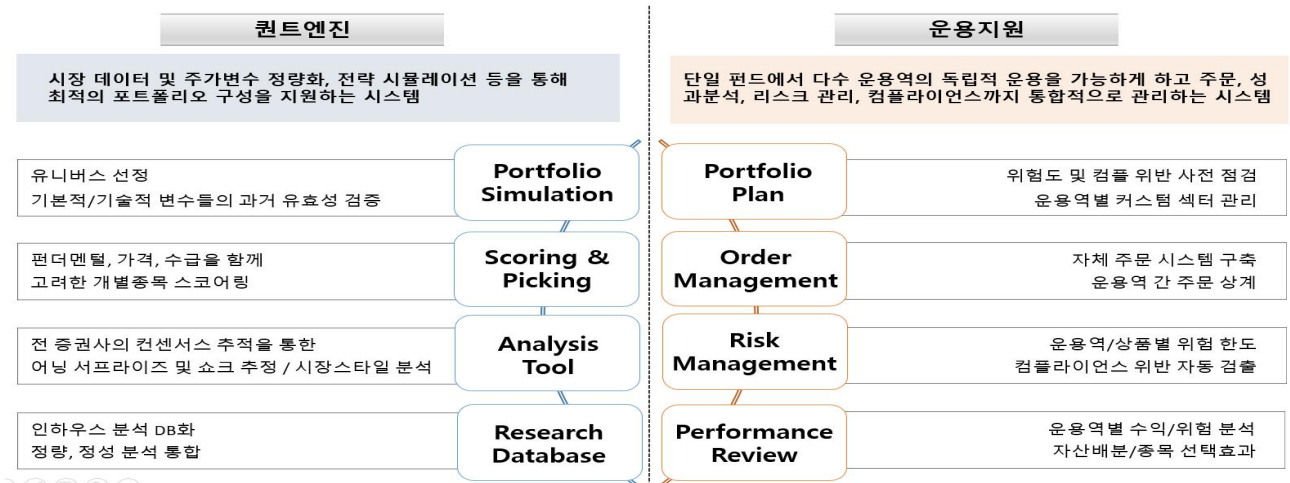 퀀트엔진
시장 데이터 및 주가변수 정량화, 전략 시뮬레이션 등을 통해
최적의 포트폴리오 구성을 지원하는 시스템
유니버스 선정
기본적/기술적 변수들의 과거 유효성 검증
Portfolio
Simulation
펀더멘털, 가격, 수급을 함께
고려한 개별종목 스코어링
Scoring &
Picking
전 증권사의 컨센서스 추적을 통한
어닝 서프라이즈 및 쇼크 추정 / 시장스타일 분석
Analysis
Tool
인하우스 분석 DB화
정량, 정성 분석 통합
Research
Database
운용지원
단일 펀드에서 다수 운용역의 독립적 운용을 가능하게 하고 주문, 성
과분석, 리스크 관리, 컴플라이언스까지 통합적으로 관리하는 시스템
Portfolio
Plan
위험도 및 컴플 위반 사전 점검
운용역별 커스텀 섹터 관리
Order
Management
자체 주문 시스템 구축
운용역 간 주문 상계
Risk
Management
운용역/상품별 위험 한도
컴플라이언스 위반 자동 검출
Performance
Review
운용역별 수익/위험 분석
자산배분/종목 선택효과